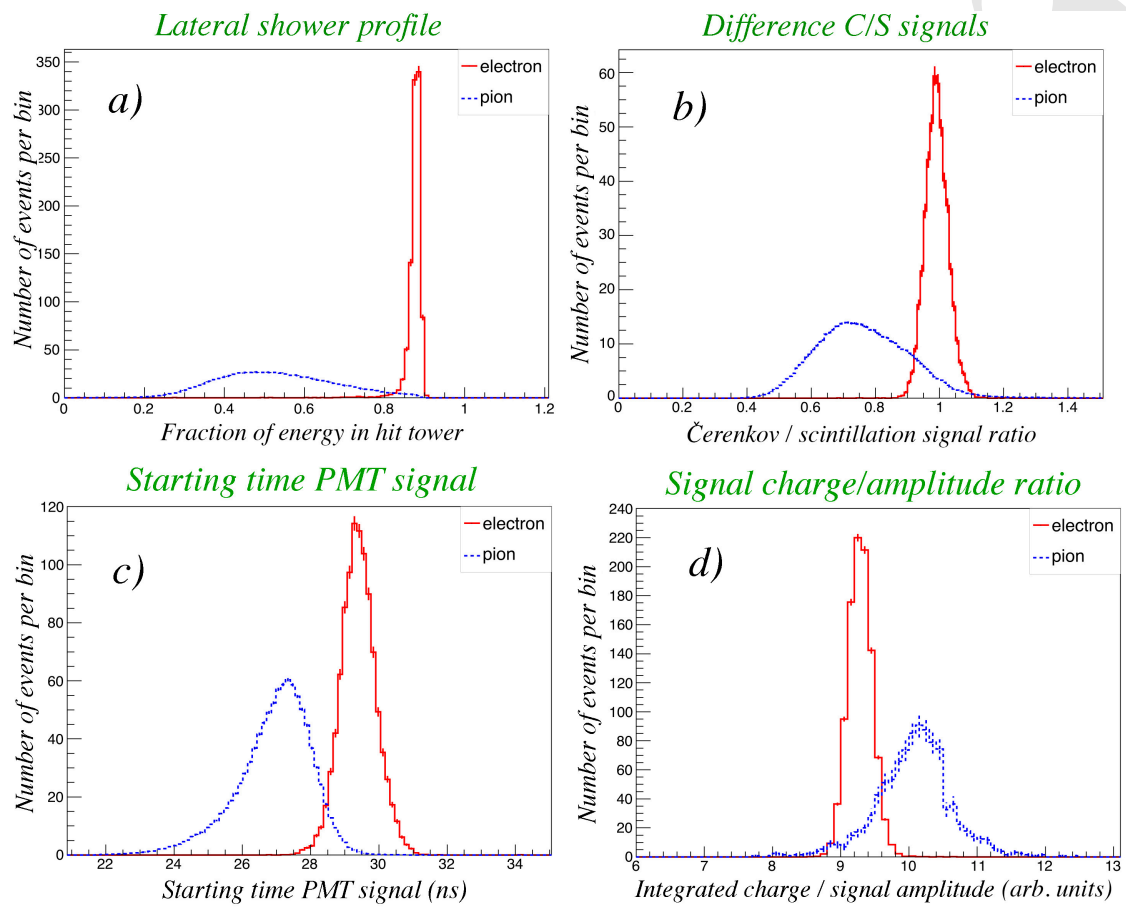 Lateral shower profile
Number of events per bin
350
300
250
200
150
100
50
0
a)
electron
pion
0 0.2 0.4 0.6 0.8 1 1.2
Fraction of energy in hit tower
Difference C/S signals
Number of events per bin
60
50
40
30
20
10
0
b)
electron
pion
0 0.2 0.4 0.6 0.8 1 1.2 1.4
Čerenkov / scintillation signal ratio
Starting time PMT signal
Number of events per bin
120
100
80
60
40
20
0
c)
electron
pion
22 24 26 28 30 32 34
Starting time PMT signal (ns)
Signal charge/amplitude ratio
Number of events per bin
240
220
200
180
160
140
120
100
80
60
40
20
0
d)
electron
pion
6 7 8 9 10 11 12 13
Integrated charge / signal amplitude (arb. units)